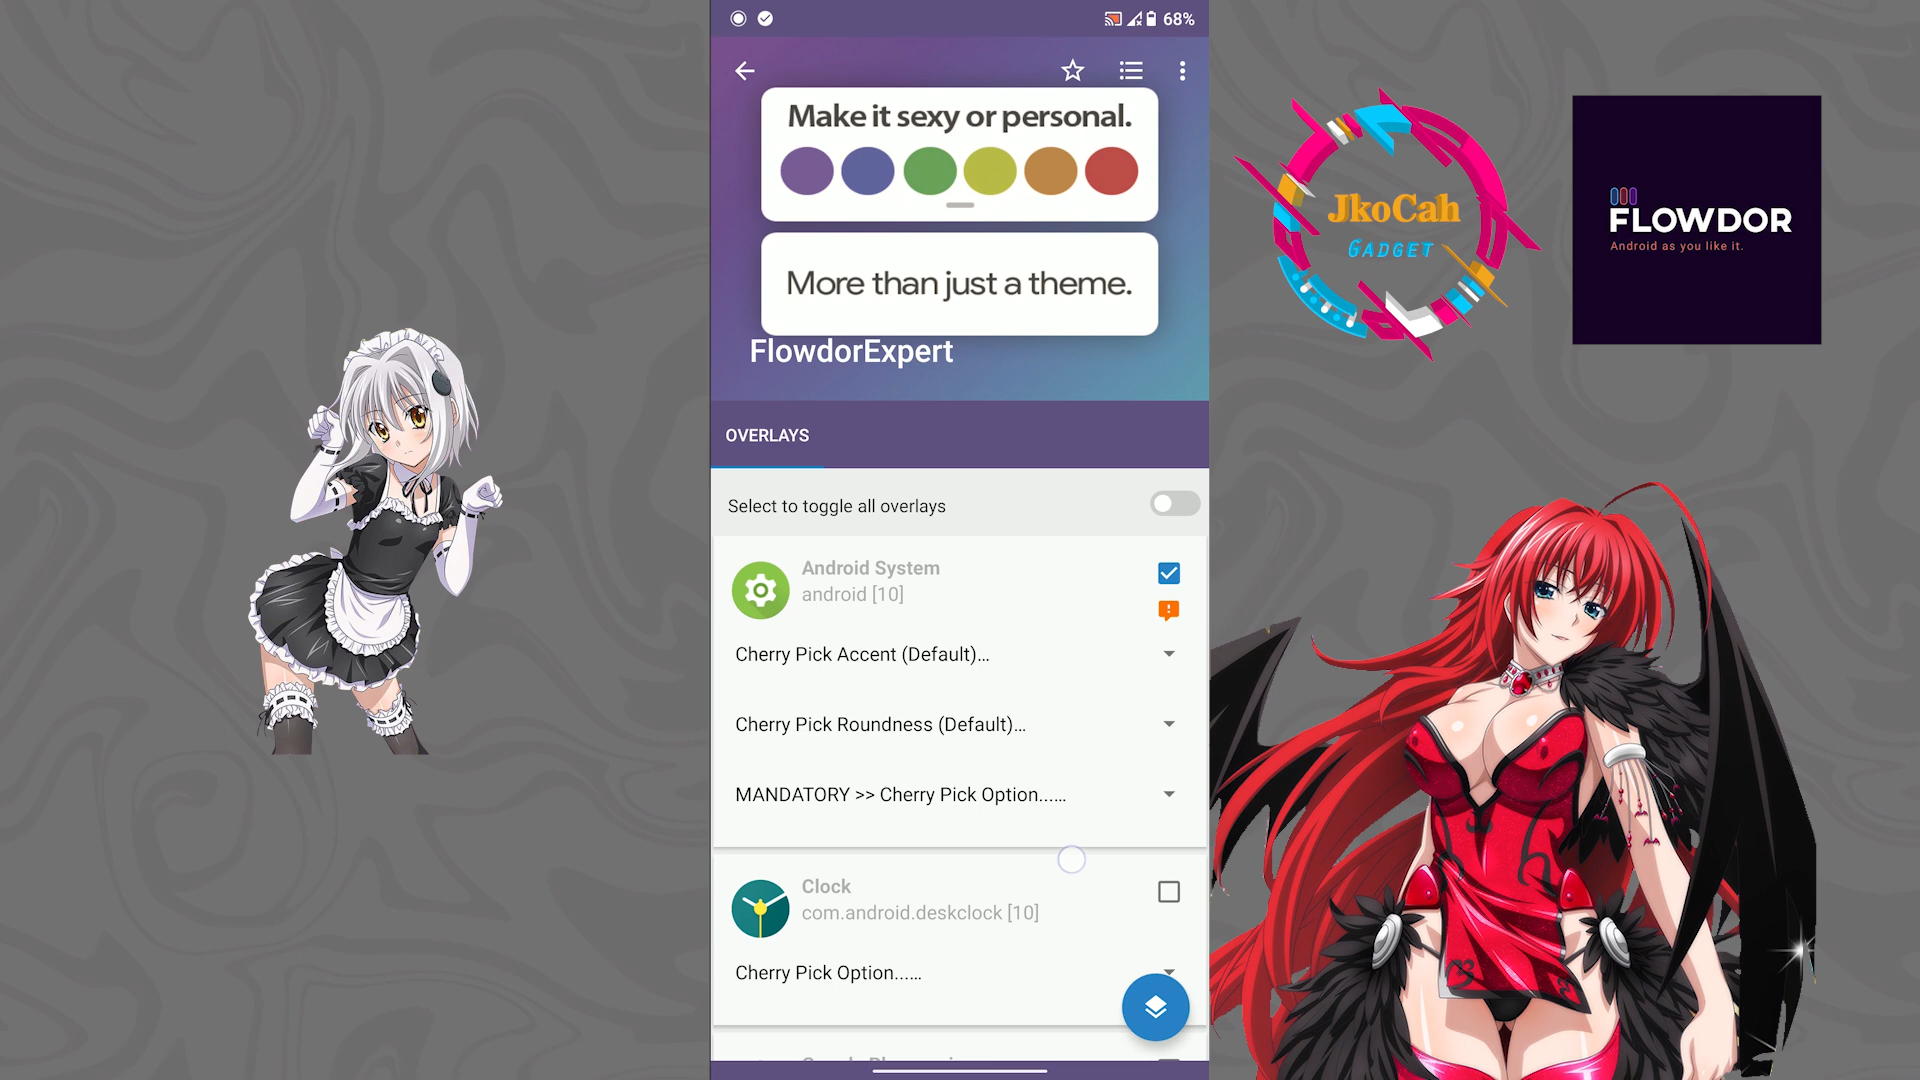 68%
Make it sexy or personal.
More than just a theme.
FlowdorExpert
OVERLAYS
Select to toggle all overlays
Android System
android [10]
Cherry Pick Accent (Default)...
Cherry Pick Roundness (Default)...
MANDATORY >> Cherry Pick Option......
Clock
com.android.deskclock [10]
Cherry Pick Option......
JkoCah
GADGET
FLOWDOR
Android as you like it.